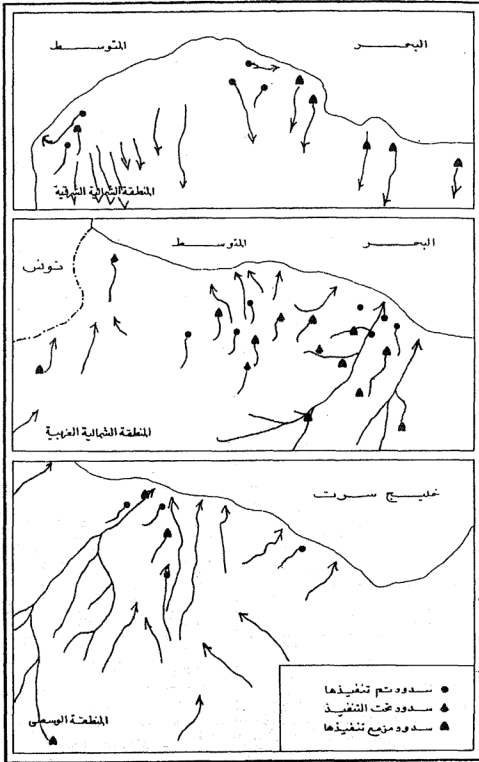 البحر المتوسط
المنطقة الشمالية الشرقية
البحر المتوسط
تونس
المنطقة الشمالية الغربية
خليج سرت
المنطقة الوسطى
سدود تم تنفيذها
سدود تحت التنفيذ
سدود مزمع تنفيذها